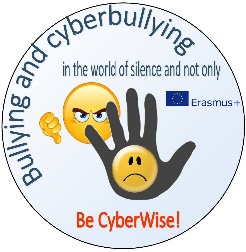 Bullying and cyberbullying
in the world of silence and not only
Erasmus+
Be CyberWise!